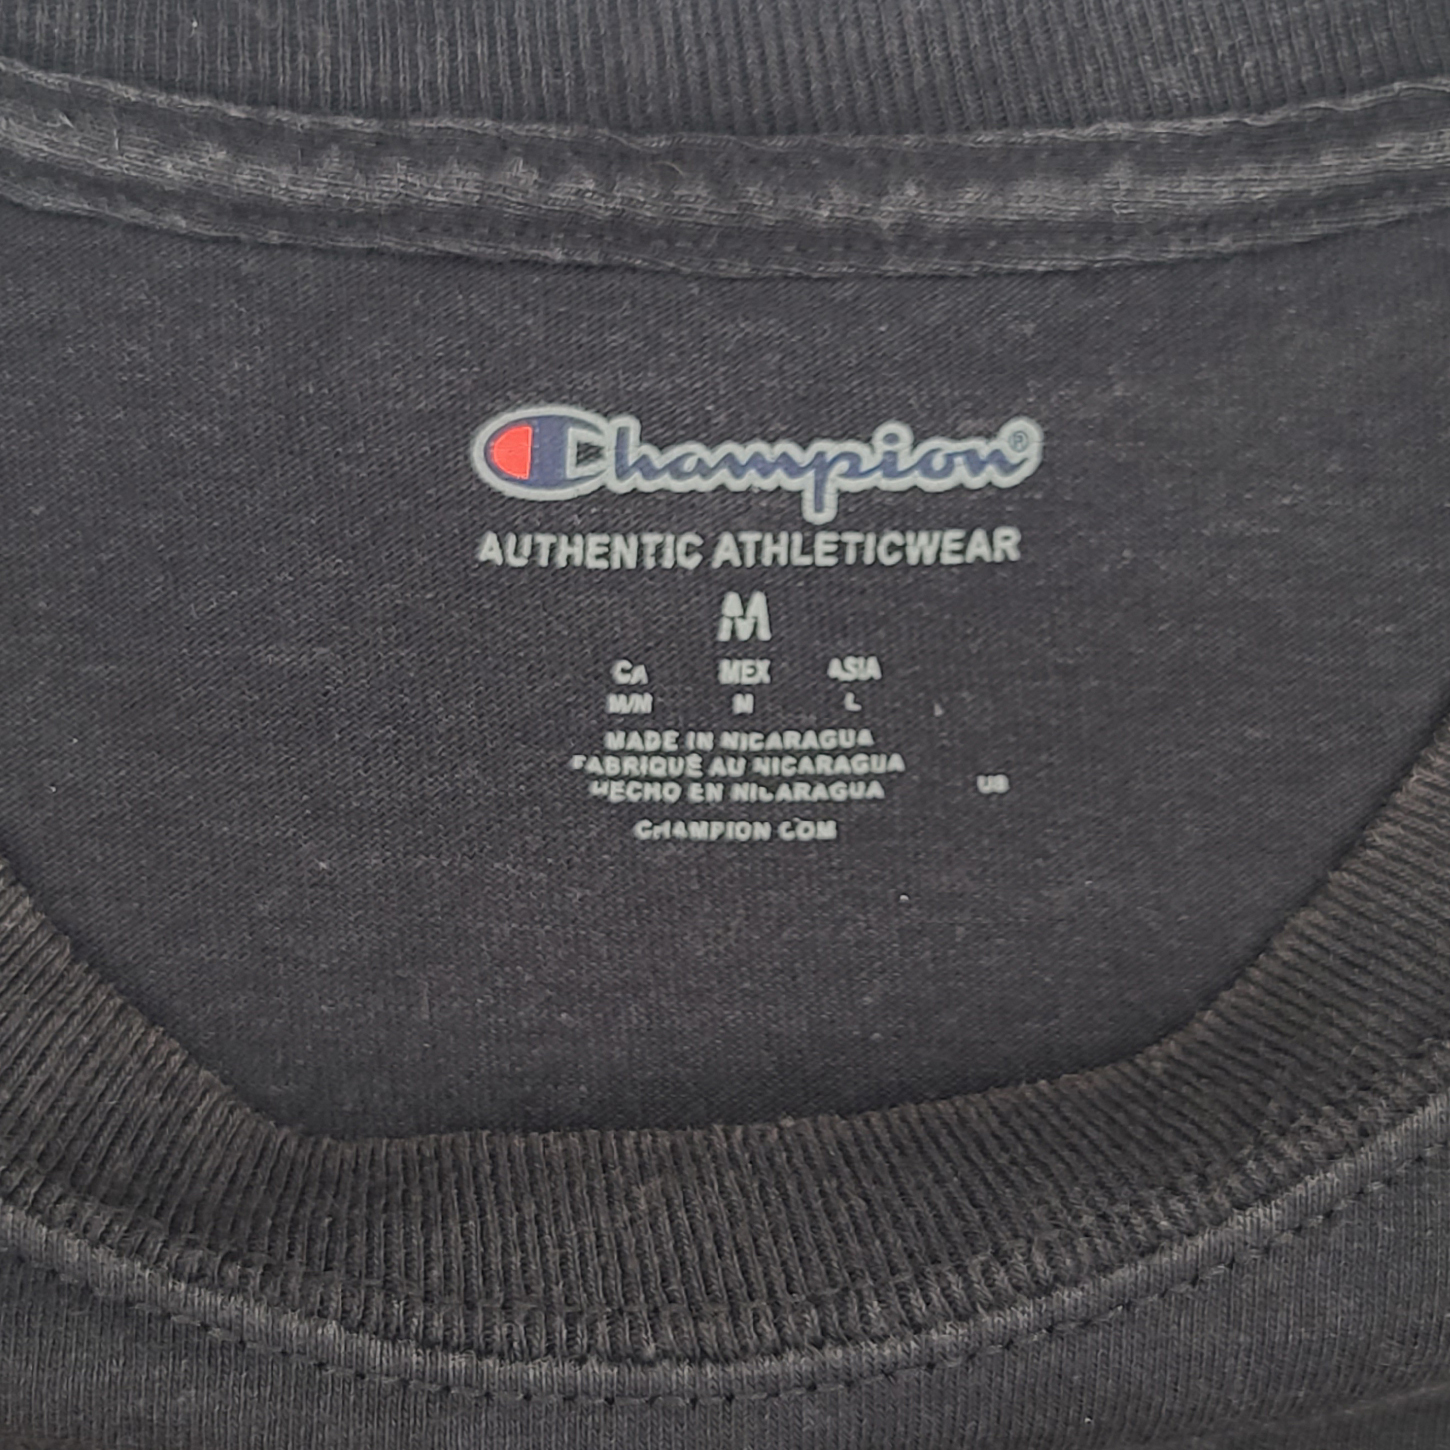 Champion®
AUTHENTIC ATHLETICWEAR
M
CA MEX ASIA
M/M M L
MADE IN NICARAGUA
FABRIQUÉ AU NICARAGUA
HECHO EN NICARAGUA
CHAMPION.COM